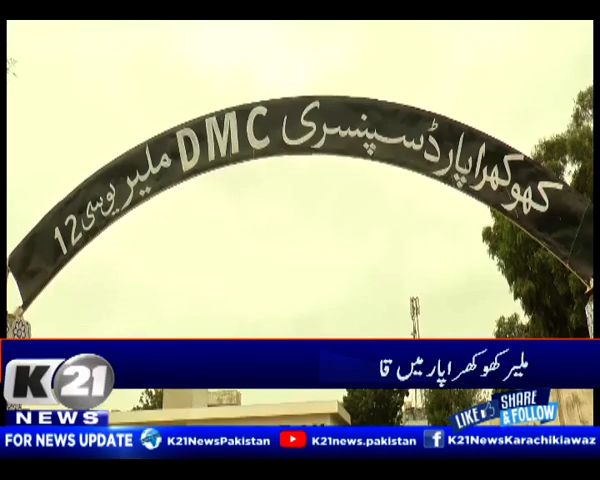 کھوکھراپار ڈسپنسری DMC ملیر یوسی 12
ملیر کھوکھراپار میں قا
K21
NEWS
LIKE SHARE
& FOLLOW
FOR NEWS UPDATE K21NewsPakistan K21news.pakistan K21NewsKarachikiawaz